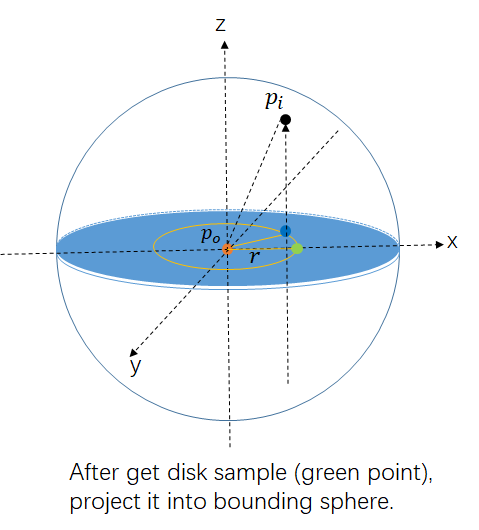 z
p_i
x
p_o
r
y
After get disk sample (green point),
project it into bounding sphere.